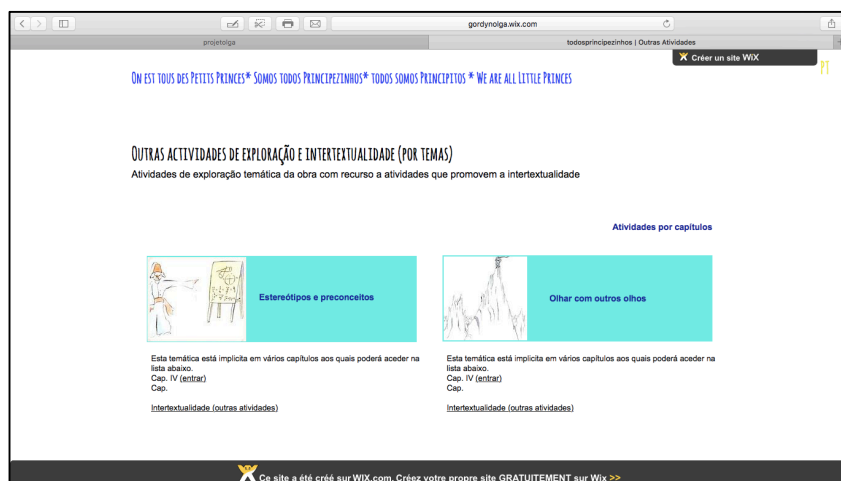 gordynolga.wix.com
projetolga
todosprincipezinhos | Outras Atividades
Créer un site WiX
PT
On est tous des Petits Princes* Somos todos Principezinhos* todos somos Principitos * We are all Little Princes
Outras actividades de exploração e intertextualidade (por temas)
Atividades de exploração temática da obra com recurso a atividades que promovem a intertextualidade
Atividades por capítulos
Estereótipos e preconceitos
Esta temática está implicita em vários capítulos aos quais poderá aceder na
lista abaixo.
Cap. IV (entrar)
Cap.
Intertextualidade (outras atividades)
Olhar com outros olhos
Esta temática está implicita em vários capítulos aos quais poderá aceder na
lista abaixo.
Cap. IV (entrar)
Cap.
Intertextualidade (outras atividades)
Ce site a été créé sur WIX.com. Créez votre propre site GRATUITEMENT sur Wix >>